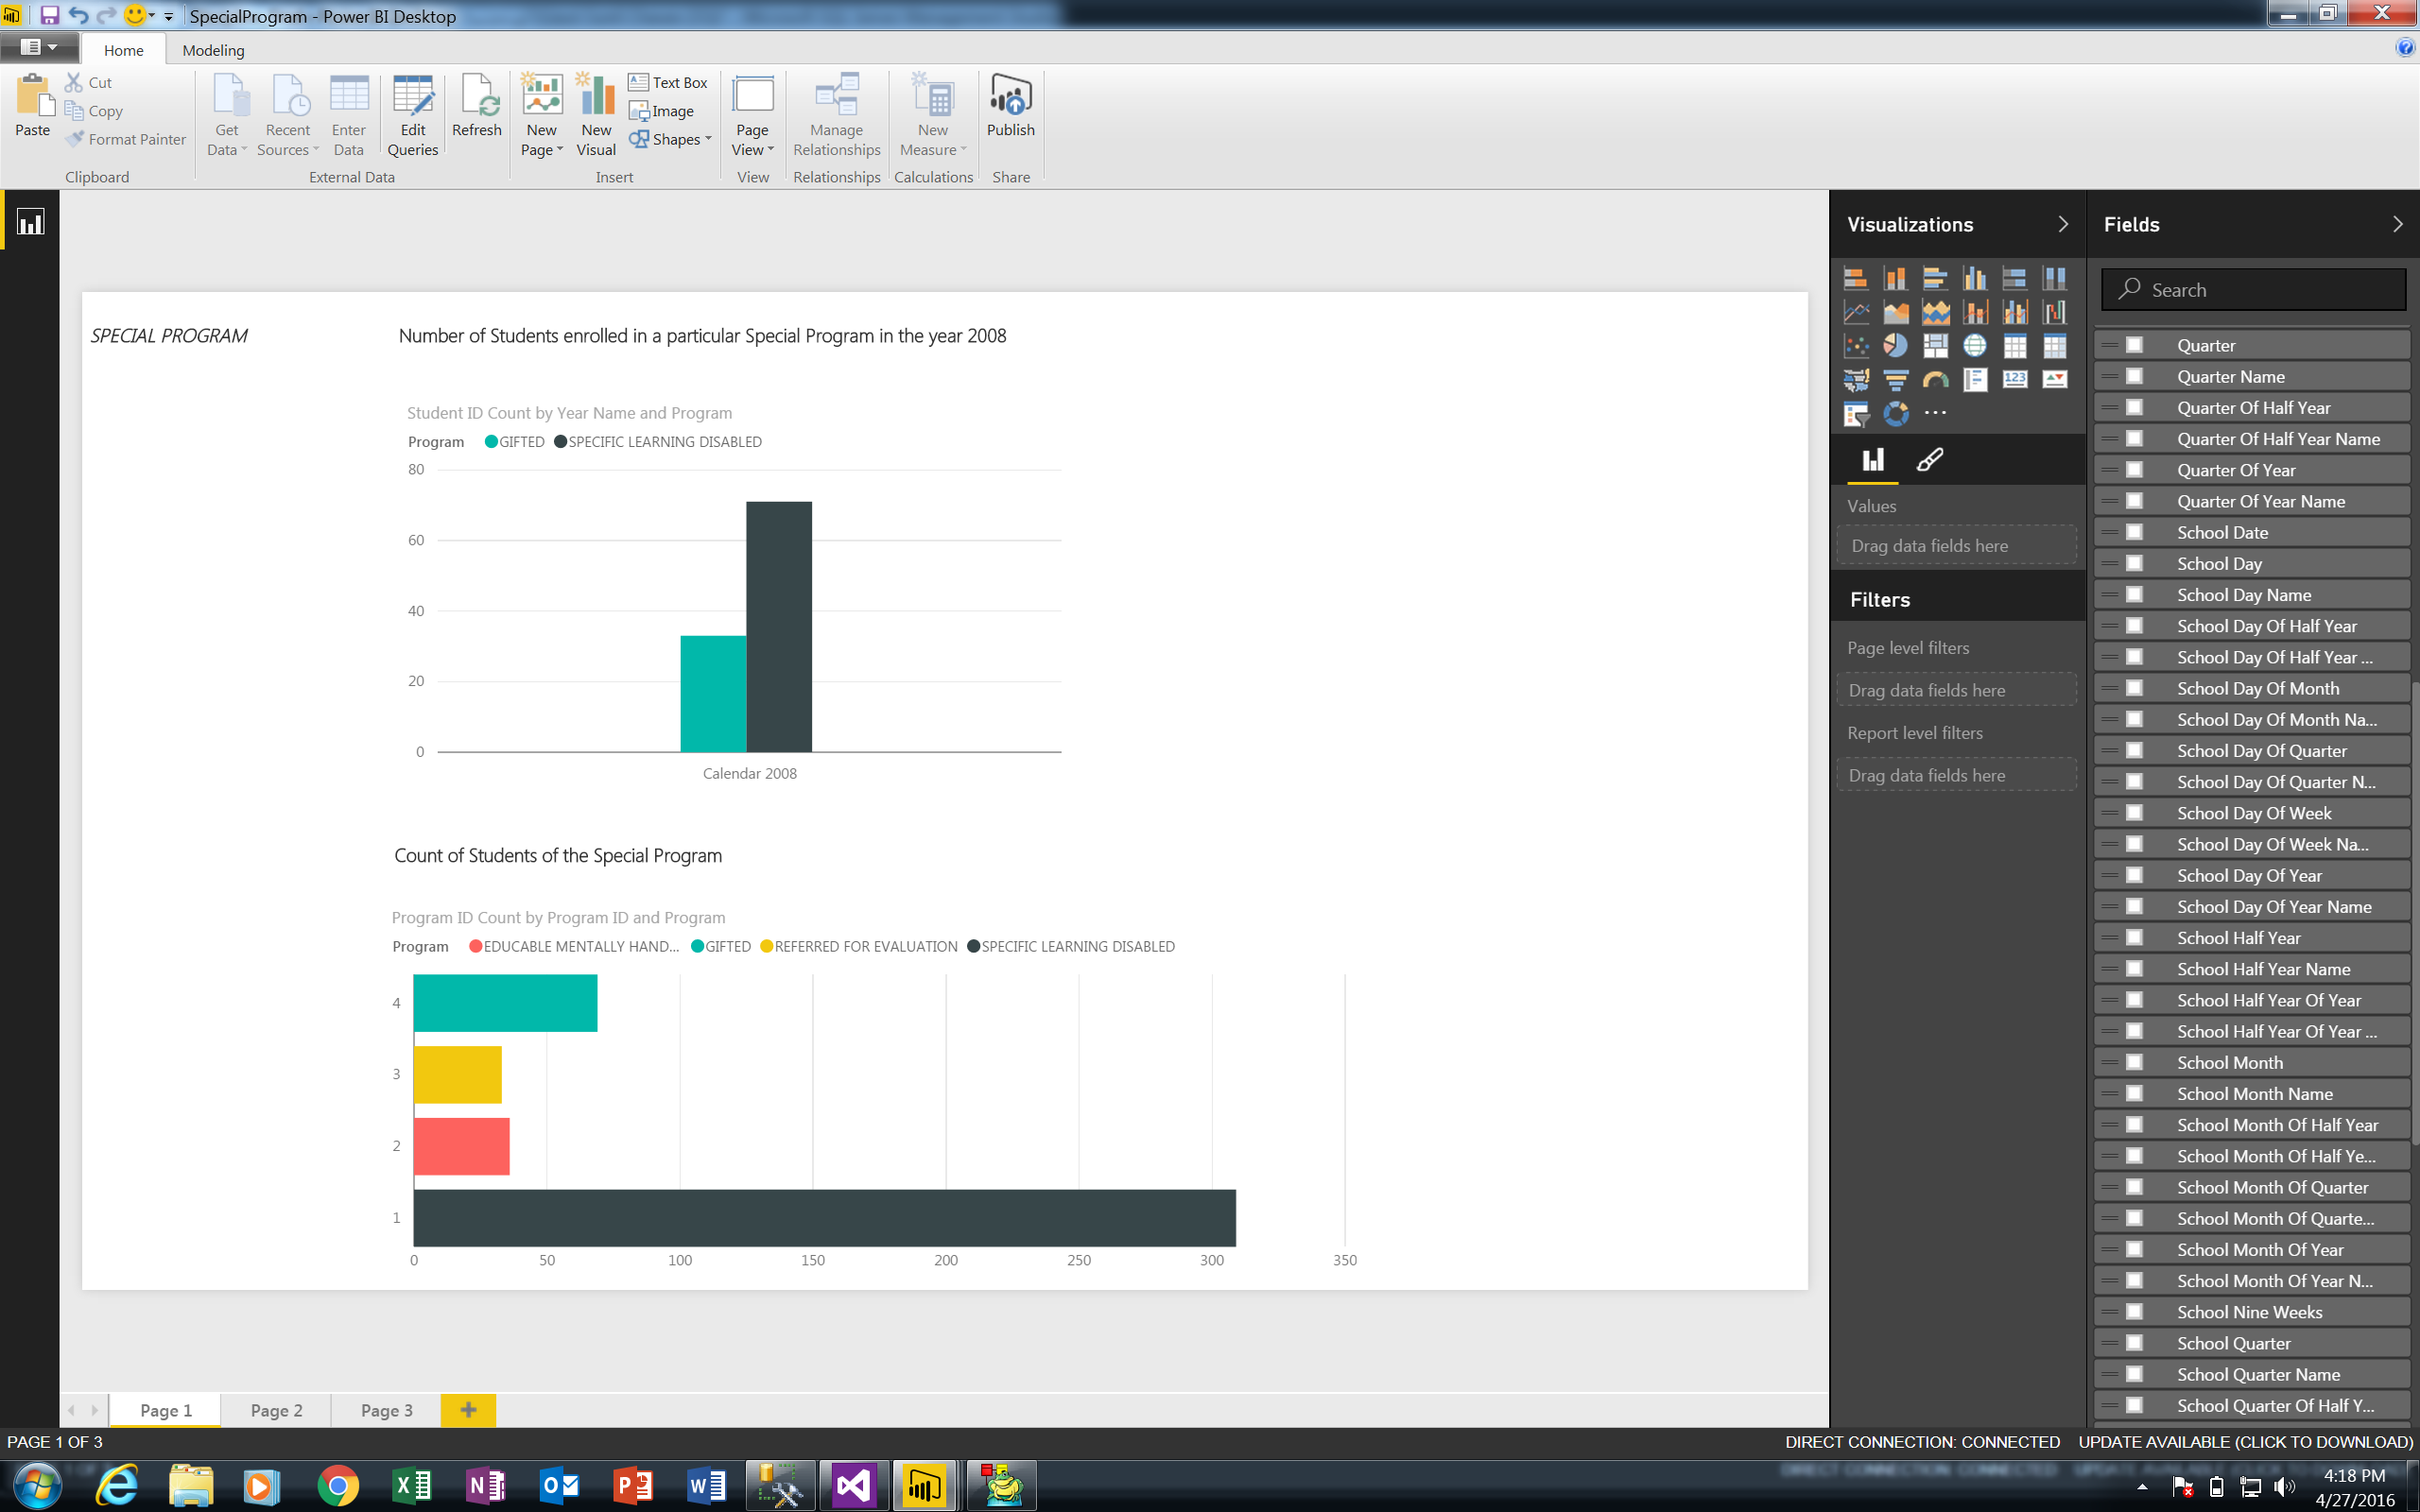 SpecialProgram - Power BI Desktop
Home
Modeling
Paste
Cut
Copy
Format Painter
Clipboard
Get Data
Recent Sources
Enter Data
Edit Queries
Refresh
External Data
New Page
New Visual
Text Box
Image
Shapes
Insert
Page View
View
Manage Relationships
Relationships
New Measure
Calculations
Publish
Share
SPECIAL PROGRAM
Number of Students enrolled in a particular Special Program in the year 2008
Student ID Count by Year Name and Program
Program GIFTED SPECIFIC LEARNING DISABLED
80
60
40
20
0
Calendar 2008
Count of Students of the Special Program
Program ID Count by Program ID and Program
Program EDUCABLE MENTALLY HAND... GIFTED REFERRED FOR EVALUATION SPECIFIC LEARNING DISABLED
4
3
2
1
0 50 100 150 200 250 300 350
Visualizations
123
Values
Drag data fields here
Filters
Page level filters
Drag data fields here
Report level filters
Drag data fields here
Fields
Search
Quarter
Quarter Name
Quarter Of Half Year
Quarter Of Half Year Name
Quarter Of Year
Quarter Of Year Name
School Date
School Day
School Day Name
School Day Of Half Year
School Day Of Half Year ...
School Day Of Month
School Day Of Month Na...
School Day Of Quarter
School Day Of Quarter N...
School Day Of Week
School Day Of Week Na...
School Day Of Year
School Day Of Year Name
School Half Year
School Half Year Name
School Half Year Of Year
School Half Year Of Year ...
School Month
School Month Name
School Month Of Half Year
School Month Of Half Ye...
School Month Of Quarter
School Month Of Quarte...
School Month Of Year
School Month Of Year N...
School Nine Weeks
School Quarter
School Quarter Name
School Quarter Of Half Y...
Page 1
Page 2
Page 3
PAGE 1 OF 3
DIRECT CONNECTION: CONNECTED
UPDATE AVAILABLE (CLICK TO DOWNLOAD)
4:18 PM
4/27/2016